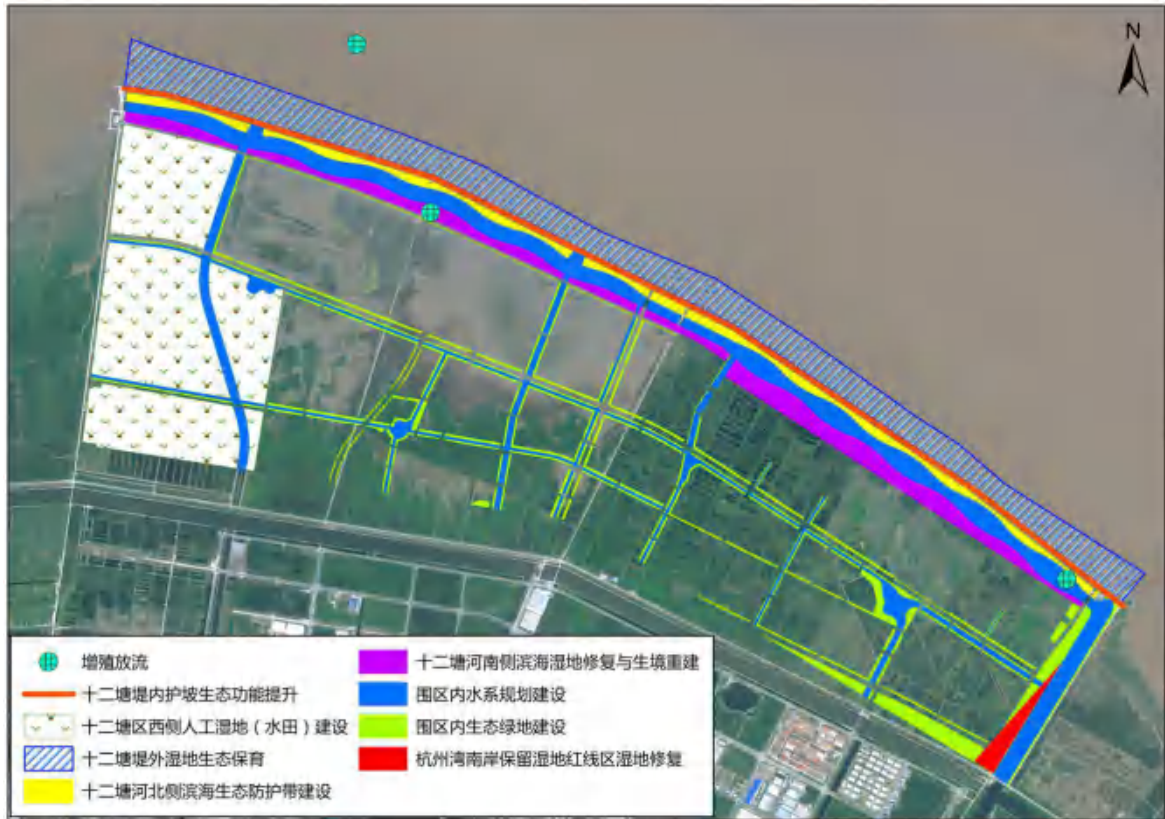 N
增殖放流
十二塘堤内护坡生态功能提升
十二塘区西侧人工湿地（水田）建设
十二塘堤外湿地生态保育
十二塘河北侧滨海生态防护带建设
十二塘河南侧滨海湿地修复与生境重建
围区内水系规划建设
围区内生态绿地建设
杭州湾南岸保留湿地红线区湿地修复